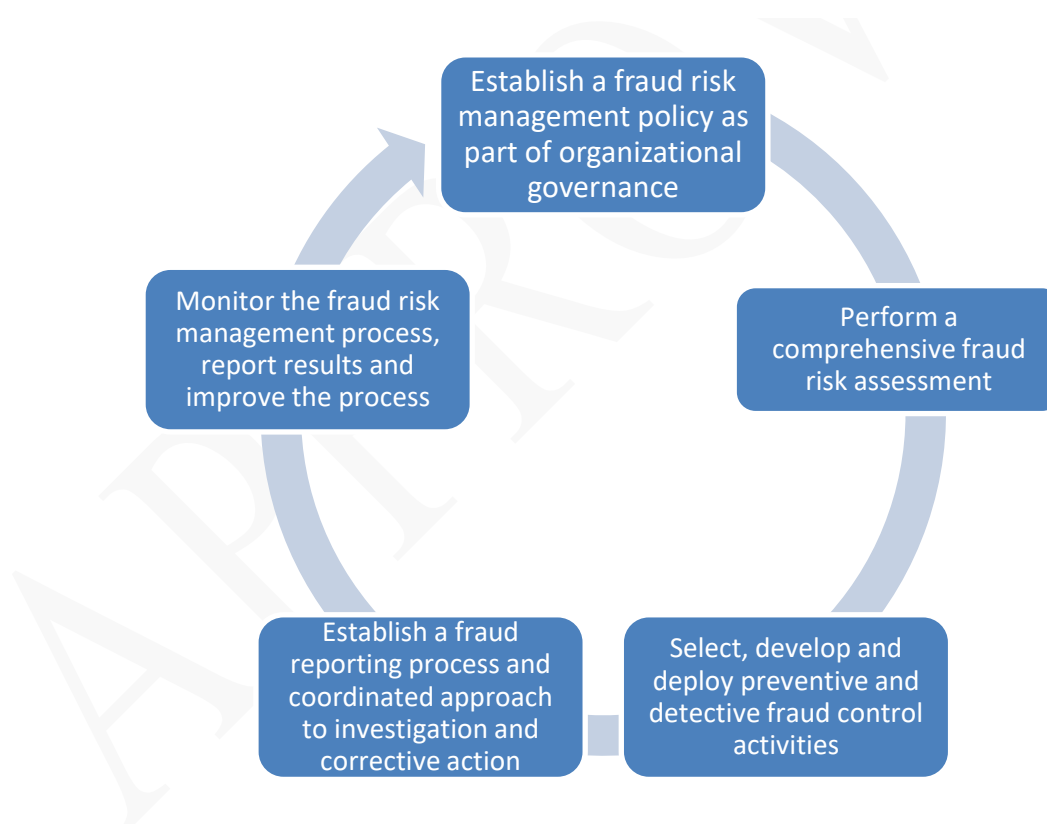 Establish a fraud risk
management policy as
part of organizational
governance
Perform a
comprehensive fraud
risk assessment
Select, develop and
deploy preventive and
detective fraud control
activities
Establish a fraud
reporting process and
coordinated approach
to investigation and
corrective action
Monitor the fraud risk
management process,
report results and
improve the process